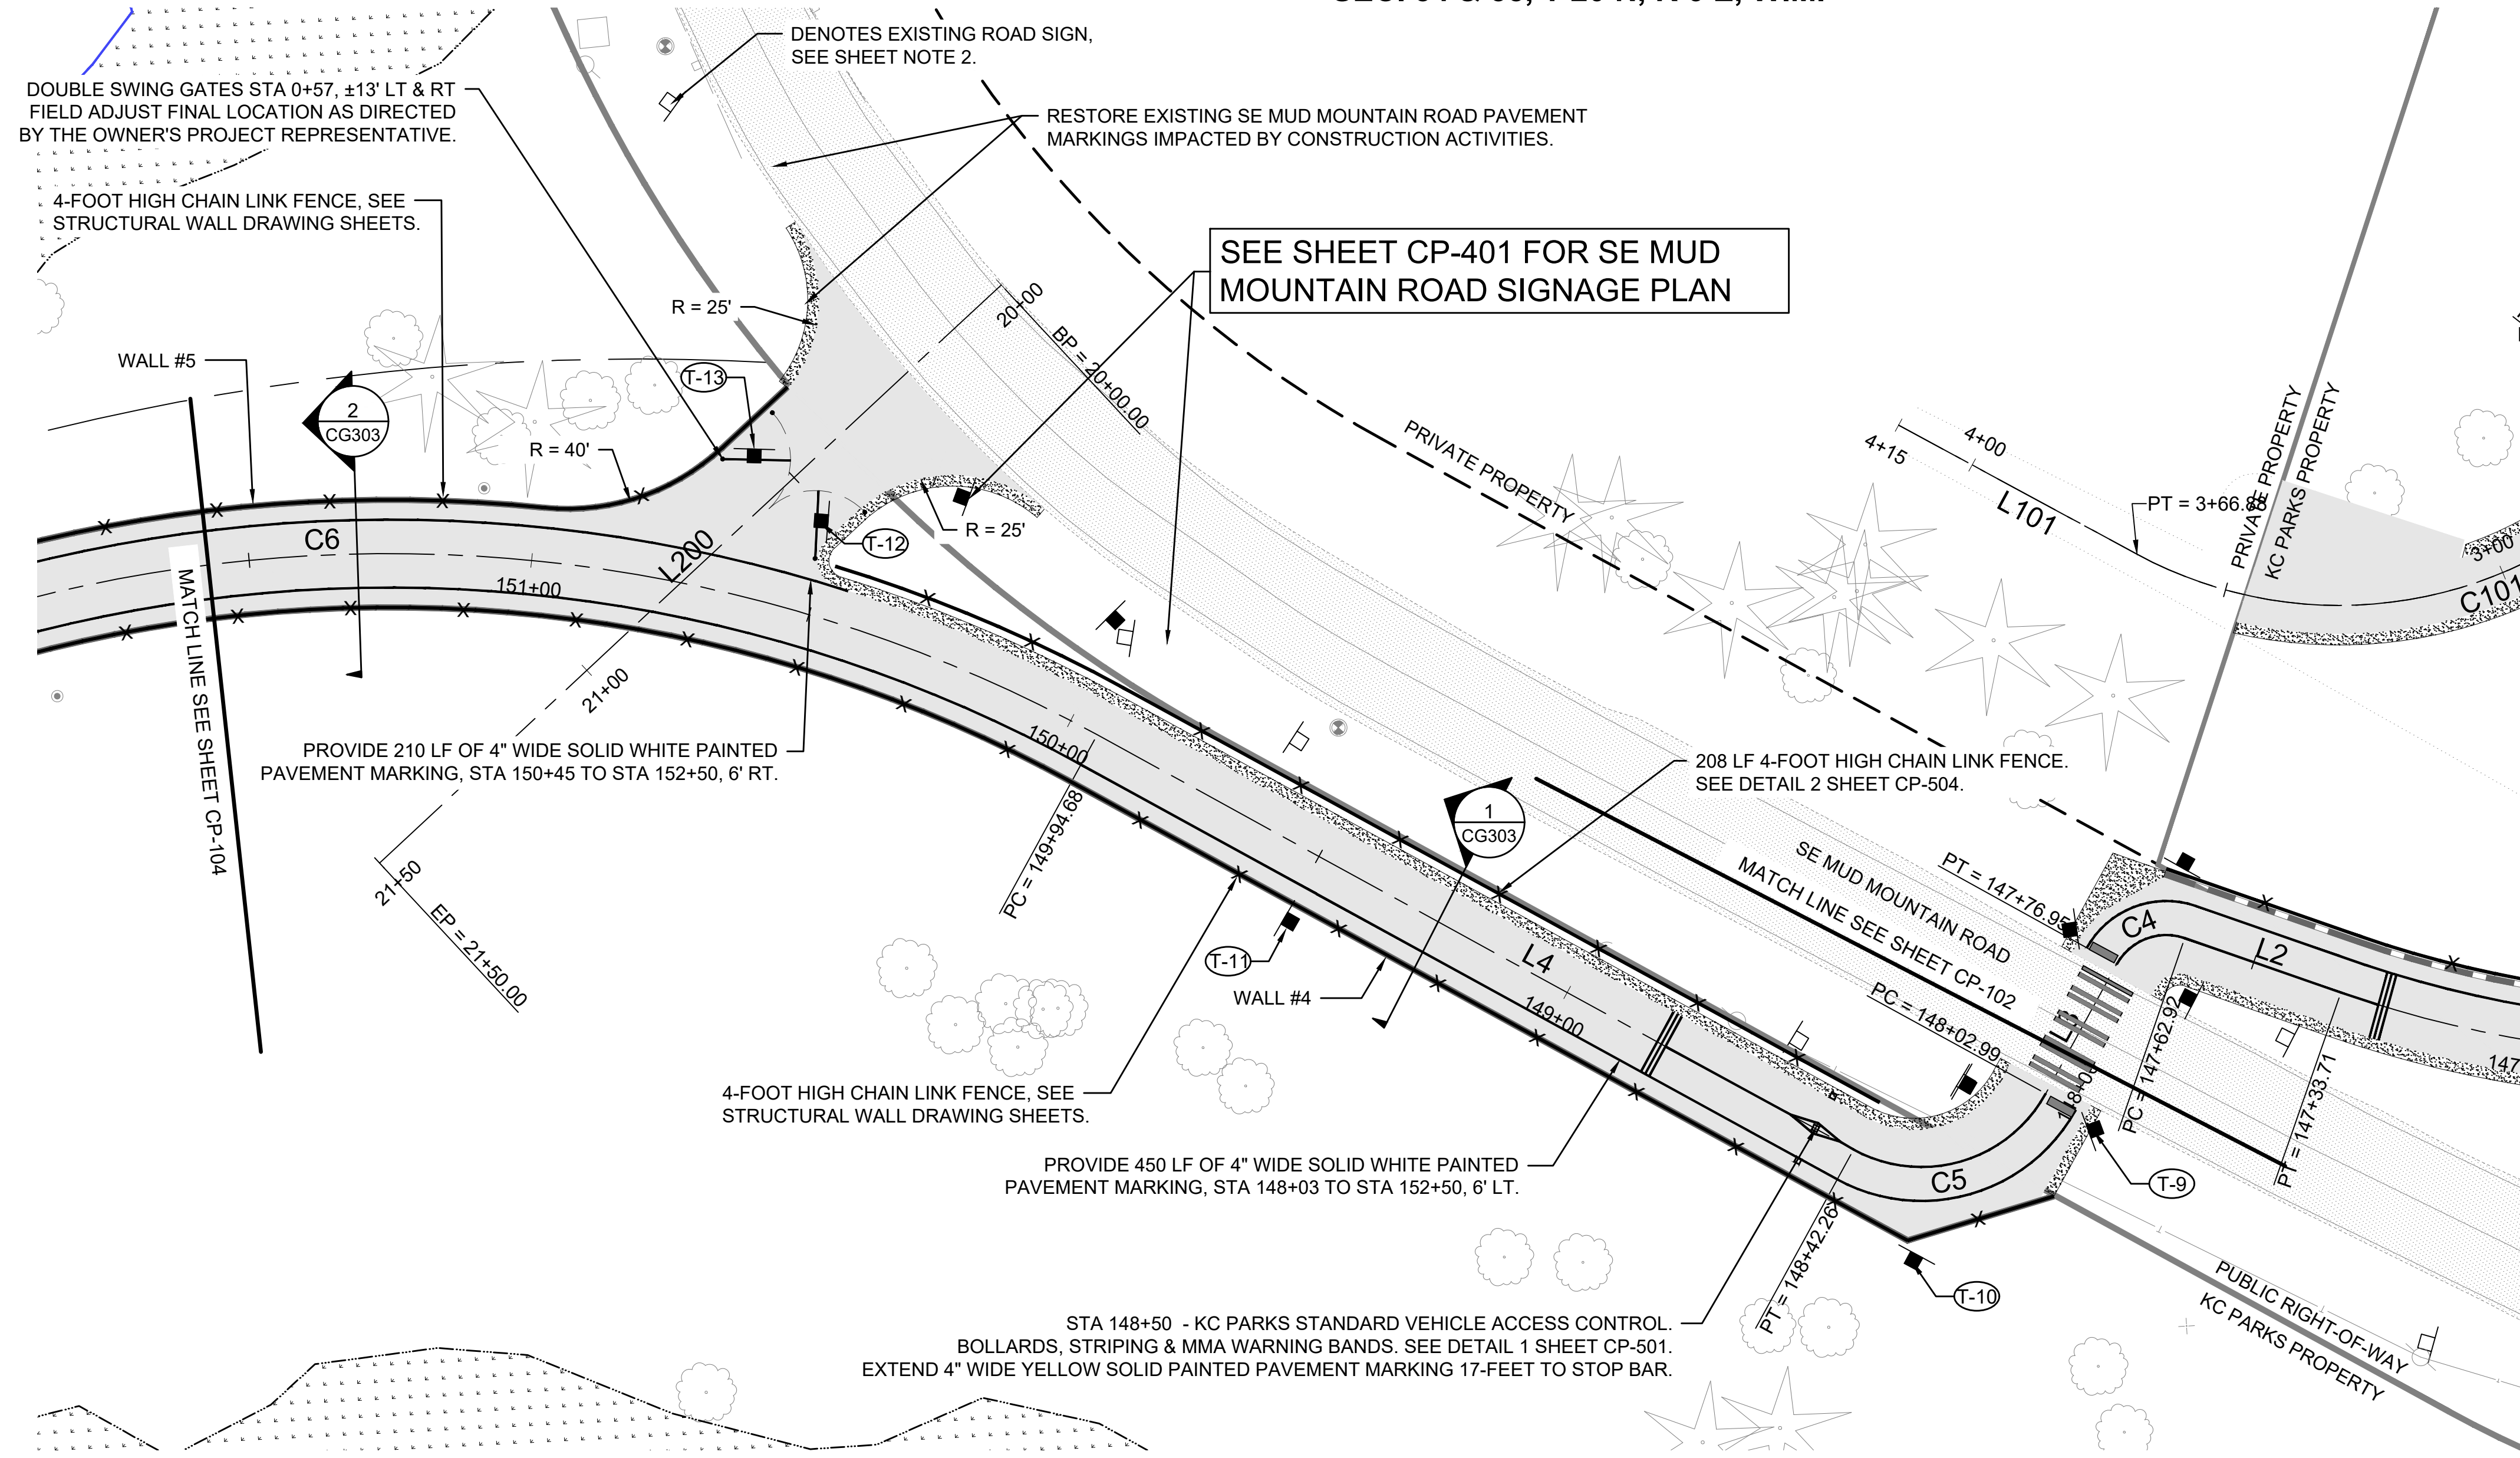 DENOTES EXISTING ROAD SIGN,
SEE SHEET NOTE 2.
DOUBLE SWING GATES STA 0+57, ±13' LT & RT
FIELD ADJUST FINAL LOCATION AS DIRECTED
BY THE OWNER'S PROJECT REPRESENTATIVE.
RESTORE EXISTING SE MUD MOUNTAIN ROAD PAVEMENT
MARKINGS IMPACTED BY CONSTRUCTION ACTIVITIES.
4-FOOT HIGH CHAIN LINK FENCE, SEE
STRUCTURAL WALL DRAWING SHEETS.
SEE SHEET CP-401 FOR SE MUD
MOUNTAIN ROAD SIGNAGE PLAN
R = 25'
20+00
BP = 20+00.00
WALL #5
T-13
2
CG303
R = 40'
PRIVATE PROPERTY
4+15
4+00
L101
PT = 3+66.88
PRIVATE PROPERTY
KC PARKS PROPERTY
3+00
C101
R = 25'
T-12
C6
L200
151+00
MATCH LINE SEE SHEET CP-104
21+00
PROVIDE 210 LF OF 4" WIDE SOLID WHITE PAINTED
PAVEMENT MARKING, STA 150+45 TO STA 152+50, 6' RT.
150+00
PC = 149+94.68
208 LF 4-FOOT HIGH CHAIN LINK FENCE.
SEE DETAIL 2 SHEET CP-504.
1
CG303
21+50
EP = 21+50.00
SE MUD MOUNTAIN ROAD
MATCH LINE SEE SHEET CP-102
PT = 147+76.95
C4
L2
T-11
WALL #4
L4
149+00
PC = 148+02.99
L3
148+00
PC = 147+62.92
PT = 147+33.71
147
4-FOOT HIGH CHAIN LINK FENCE, SEE
STRUCTURAL WALL DRAWING SHEETS.
PROVIDE 450 LF OF 4" WIDE SOLID WHITE PAINTED
PAVEMENT MARKING, STA 148+03 TO STA 152+50, 6' LT.
C5
T-9
PT = 148+42.26
T-10
PUBLIC RIGHT-OF-WAY
KC PARKS PROPERTY
STA 148+50 - KC PARKS STANDARD VEHICLE ACCESS CONTROL.
BOLLARDS, STRIPING & MMA WARNING BANDS. SEE DETAIL 1 SHEET CP-501.
EXTEND 4" WIDE YELLOW SOLID PAINTED PAVEMENT MARKING 17-FEET TO STOP BAR.